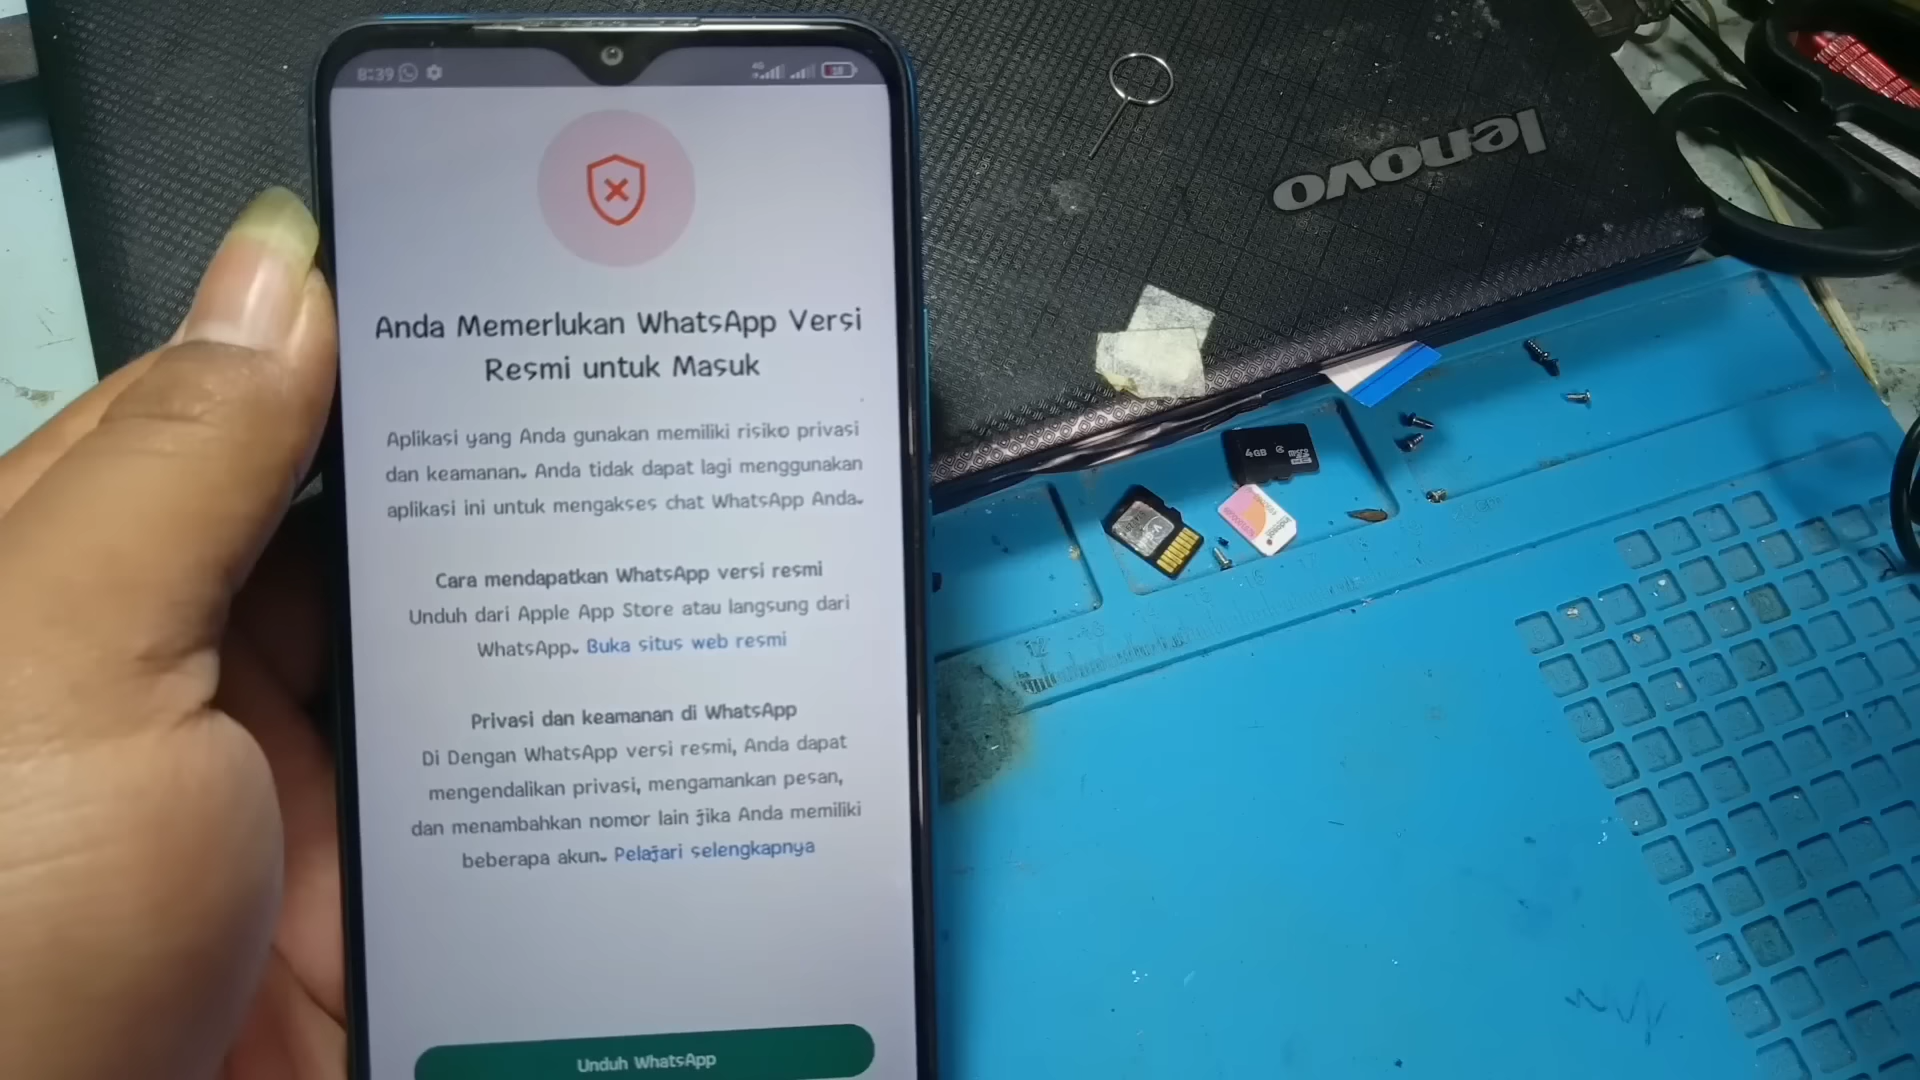 8:39
4G
18
Anda Memerlukan WhatsApp Versi
Resmi untuk Masuk
Aplikasi yang Anda gunakan memiliki risiko privasi
dan keamanan. Anda tidak dapat lagi menggunakan
aplikasi ini untuk mengakses chat WhatsApp Anda.
Cara mendapatkan WhatsApp versi resmi
Unduh dari Apple App Store atau langsung dari
WhatsApp. Buka situs web resmi
Privasi dan keamanan di WhatsApp
Di Dengan WhatsApp versi resmi, Anda dapat
mengendalikan privasi, mengamankan pesan,
dan menambahkan nomor lain jika Anda memiliki
beberapa akun. Pelajari selengkapnya
Unduh WhatsApp
lenovo
4GB
micro
indosat